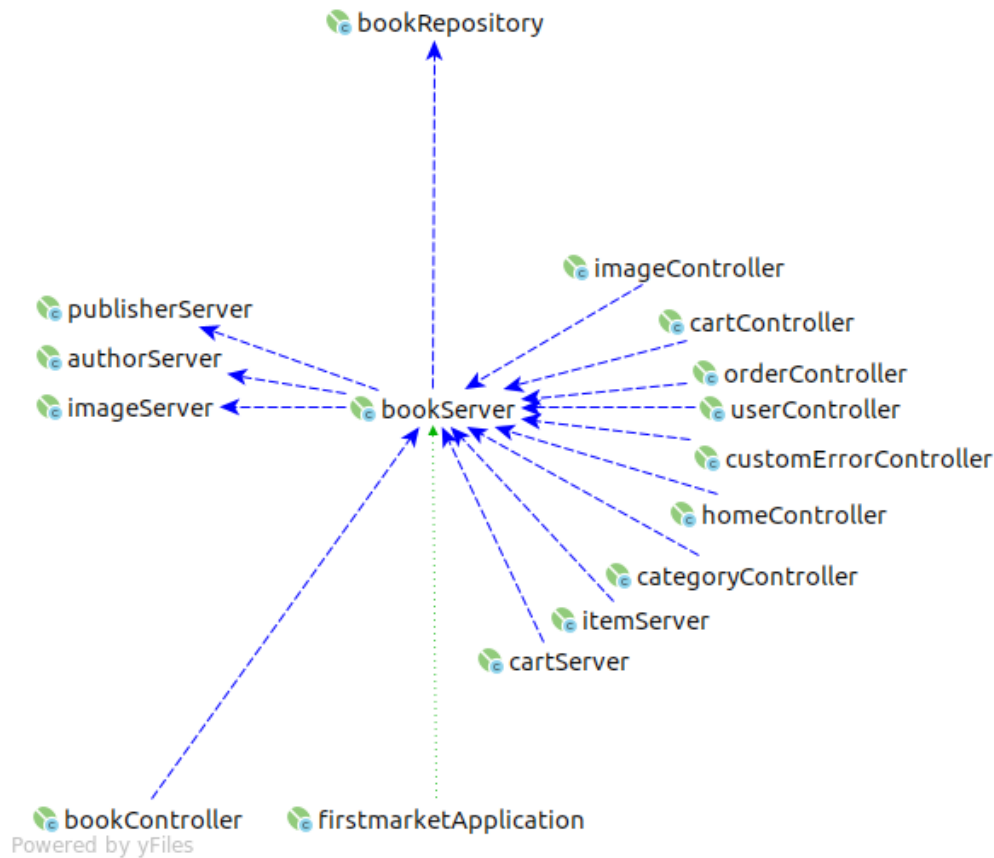 bookRepository
imageController
publisherServer
cartController
authorServer
orderController
imageServer
bookServer
userController
customErrorController
homeController
categoryController
itemServer
cartServer
bookController
firstmarketApplication
Powered by yFiles